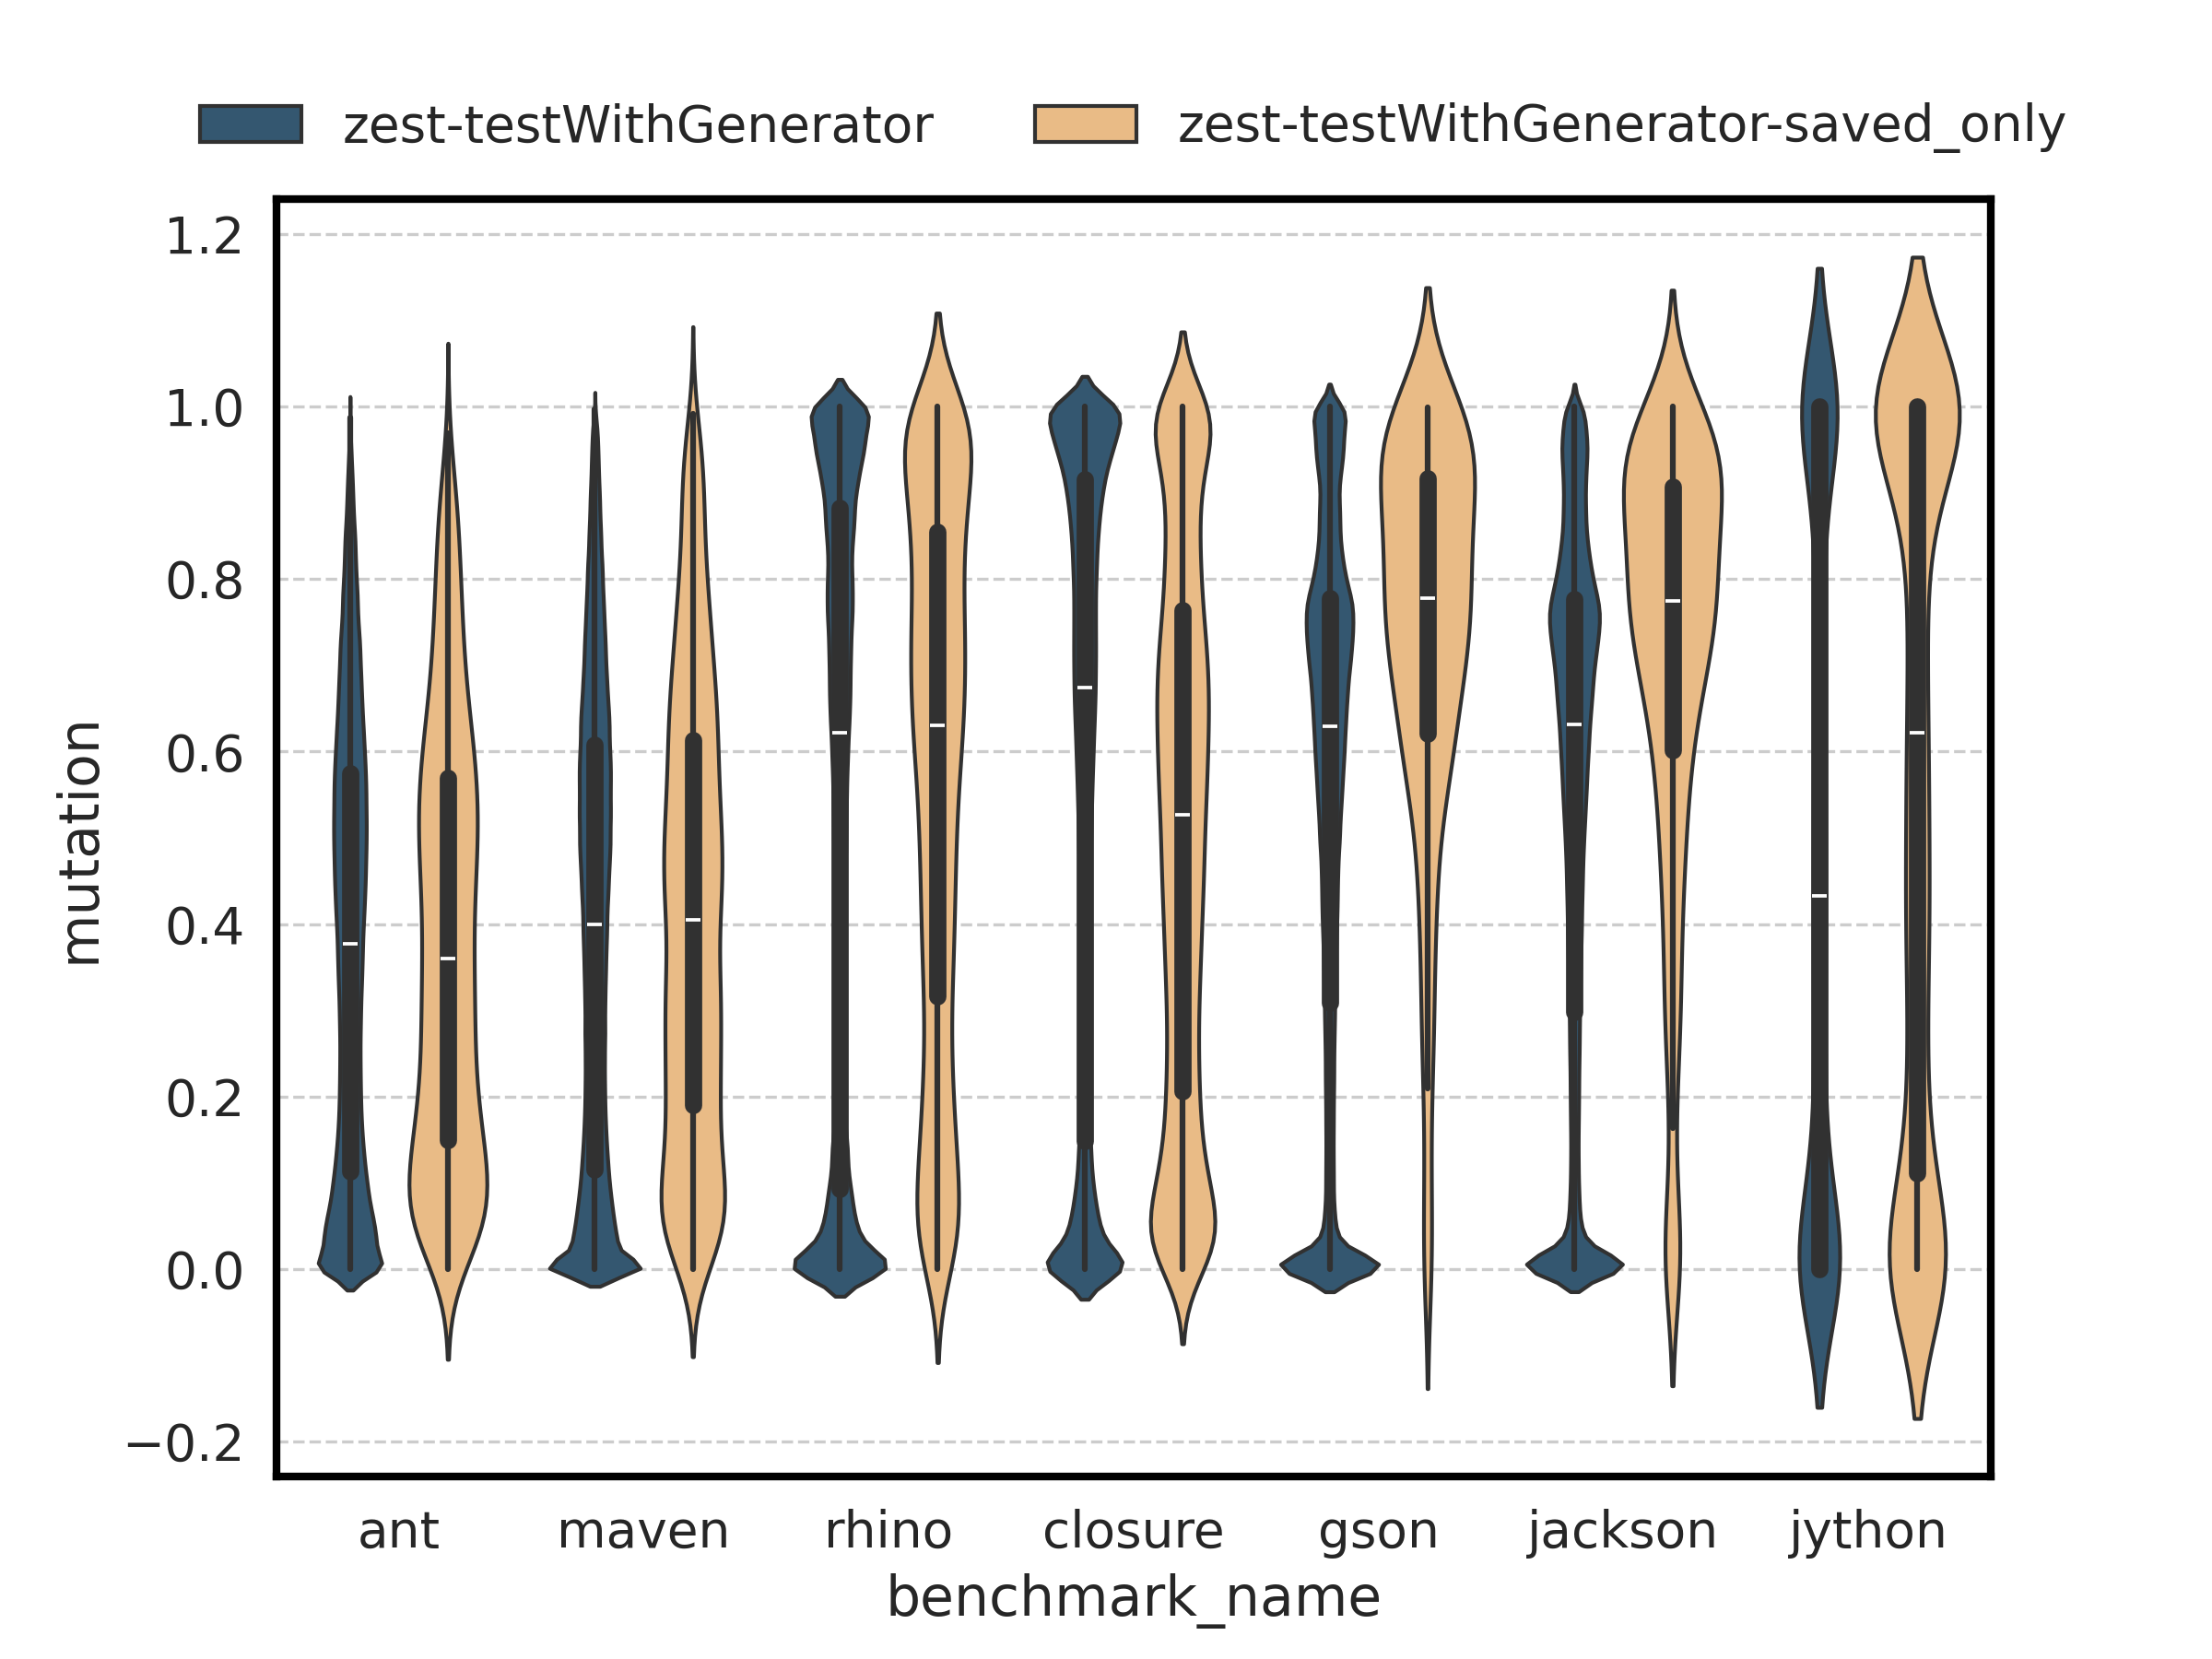 zest-testWithGenerator zest-testWithGenerator-saved_only
1.2
1.0
0.8
0.6
0.4
0.2
0.0
−0.2
mutation
ant maven rhino closure gson jackson jython
benchmark_name